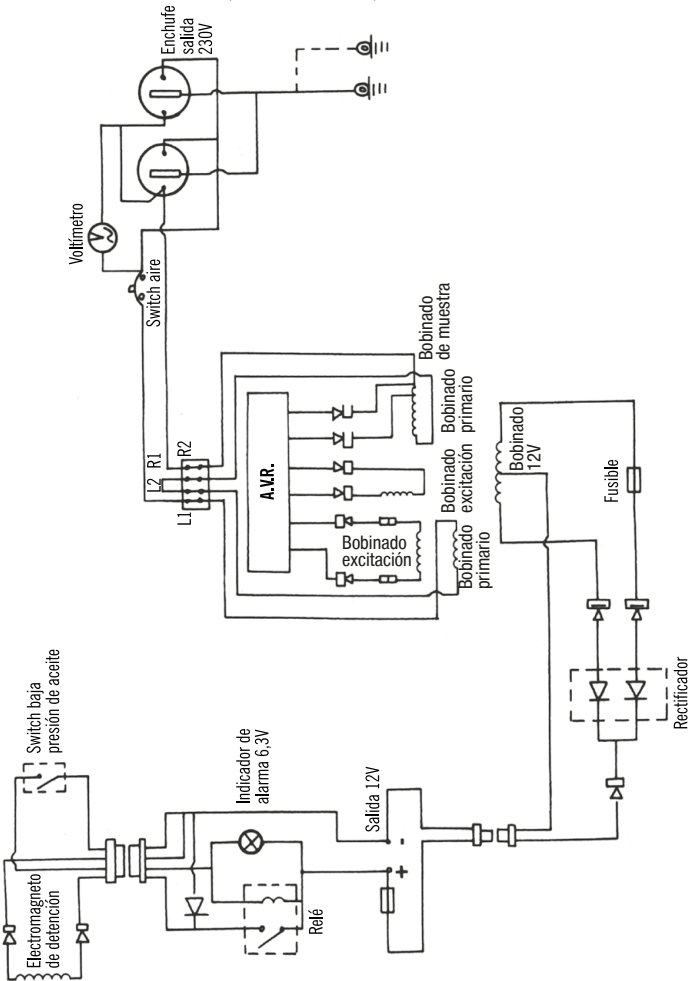 Enchufe
salida
230V
Voltímetro
Switch aire
L1
L2
R1
R2
A.V.R.
Bobinado
de muestra
Bobinado
primario
Bobinado
excitación
Bobinado
excitación
Bobinado
primario
Bobinado
12V
Fusible
Rectificador
Switch baja
presión de aceite
Indicador de
alarma 6,3V
Salida 12V
-
+
Relé
Electromagneto
de detención
V